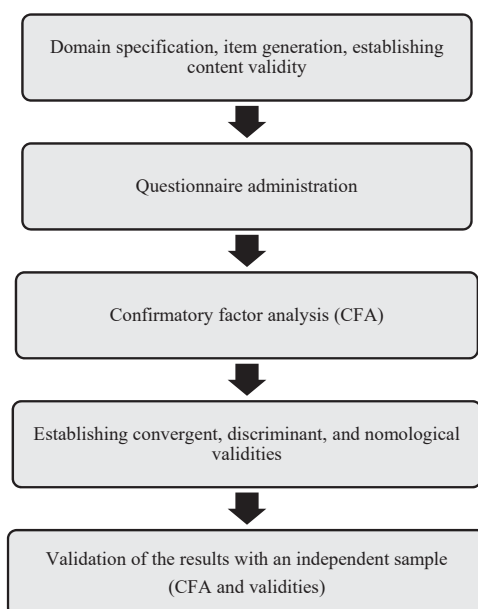 Domain specification, item generation, establishing
content validity
Questionnaire administration
Confirmatory factor analysis (CFA)
Establishing convergent, discriminant, and nomological
validities
Validation of the results with an independent sample
(CFA and validities)